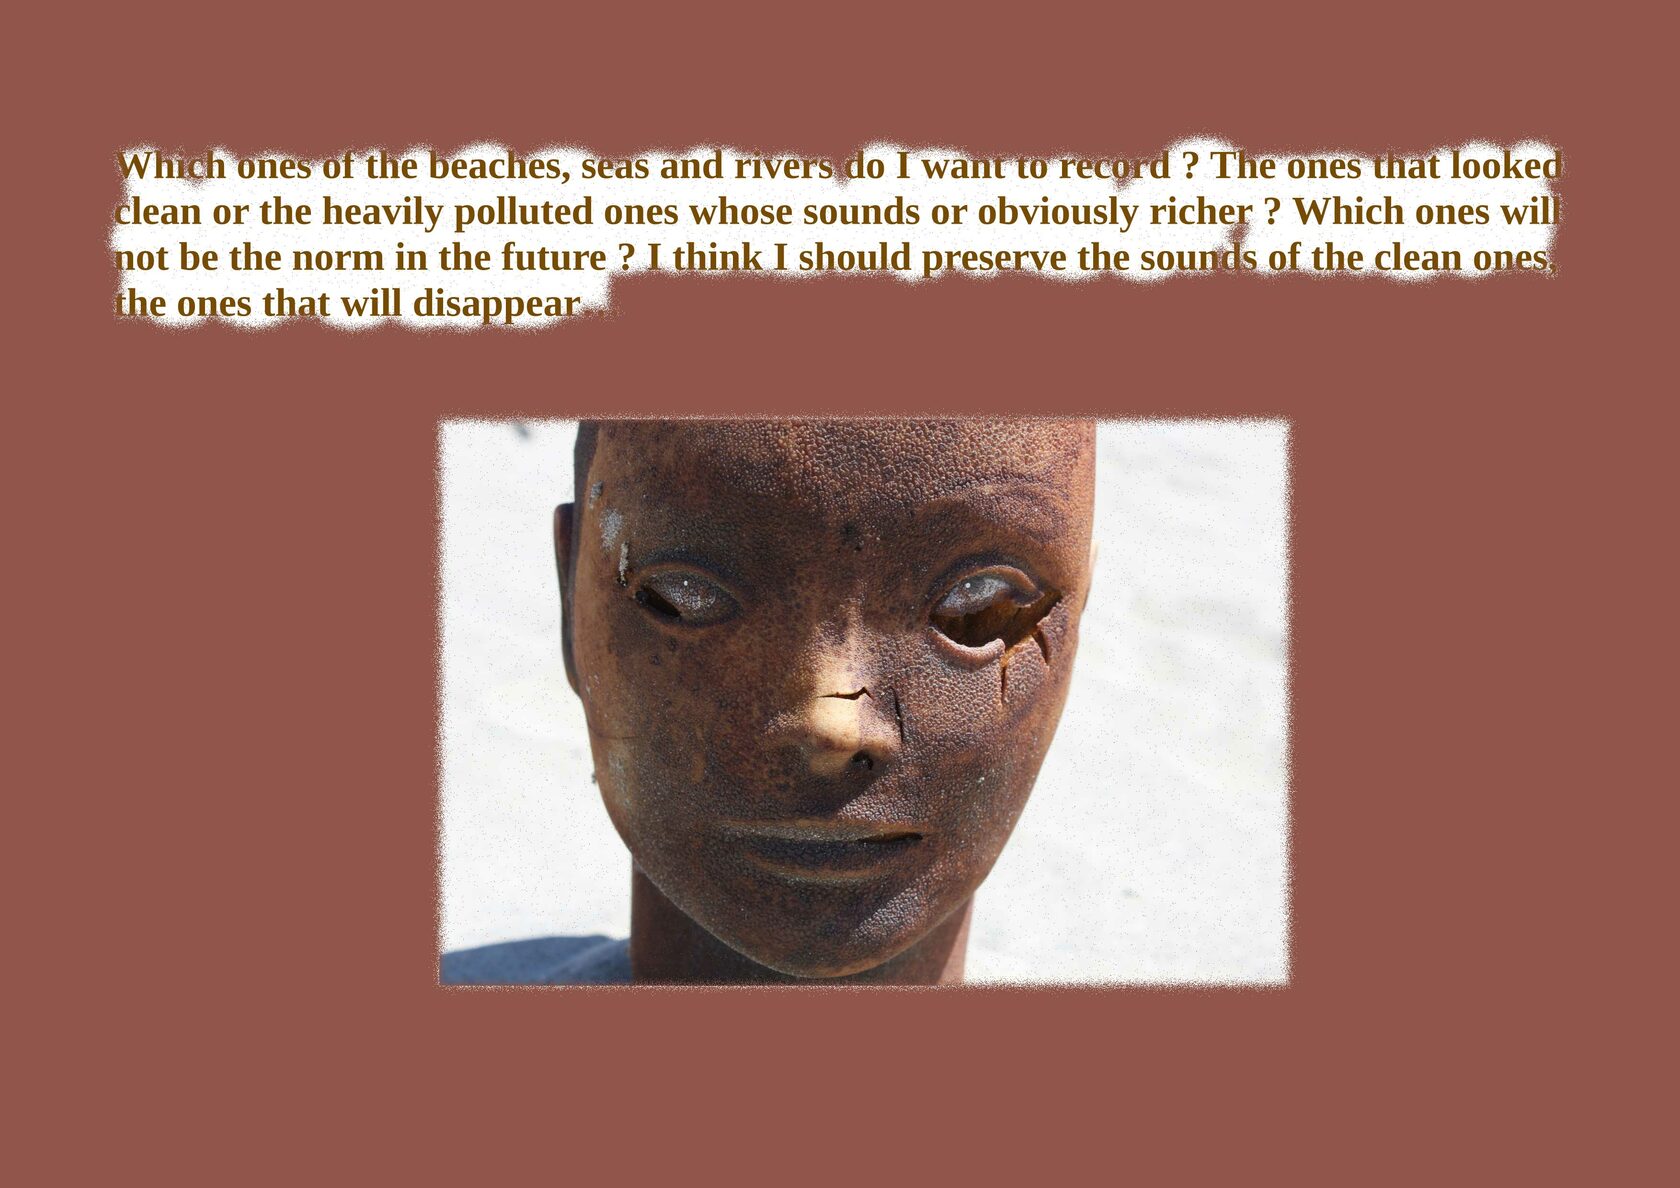 Which ones of the beaches, seas and rivers do I want to record ? The ones that looked
clean or the heavily polluted ones whose sounds or obviously richer ? Which ones will
not be the norm in the future ? I think I should preserve the sounds of the clean ones,
the ones that will disappear...